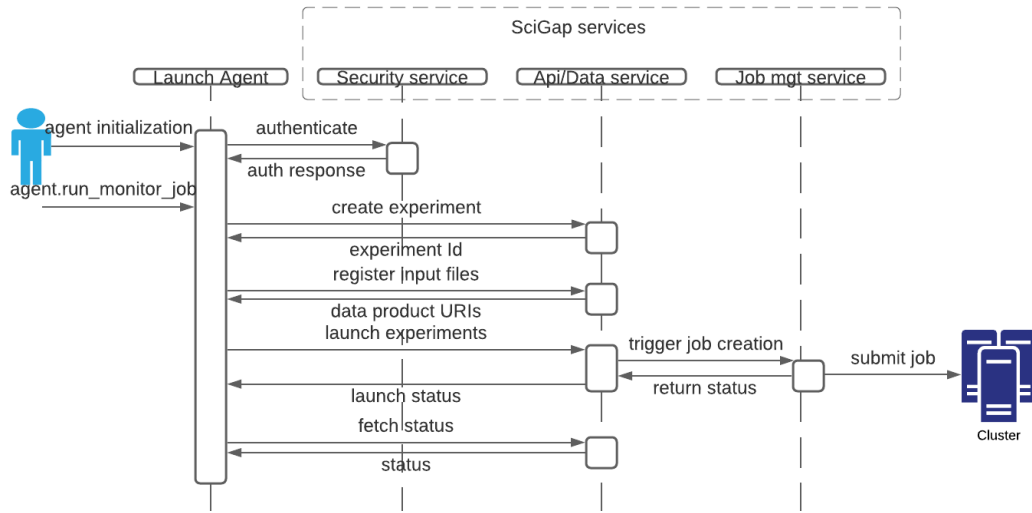 SciGap services
Launch Agent
Security service
Api/Data service
Job mgt service
agent initialization
authenticate
auth response
agent.run_monitor_job
create experiment
experiment Id
register input files
data product URIs
launch experiments
trigger job creation
submit job
return status
launch status
fetch status
Cluster
status